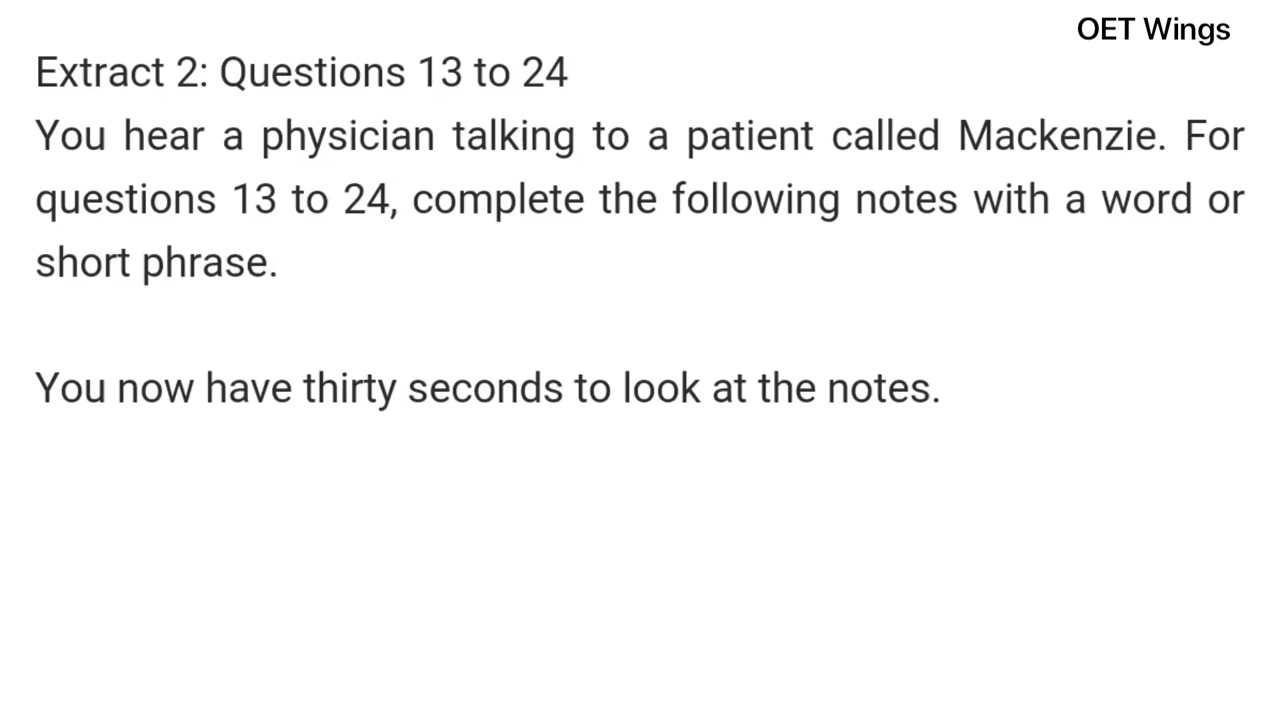 OET Wings
Extract 2: Questions 13 to 24
You hear a physician talking to a patient called Mackenzie. For
questions 13 to 24, complete the following notes with a word or
short phrase.
You now have thirty seconds to look at the notes.